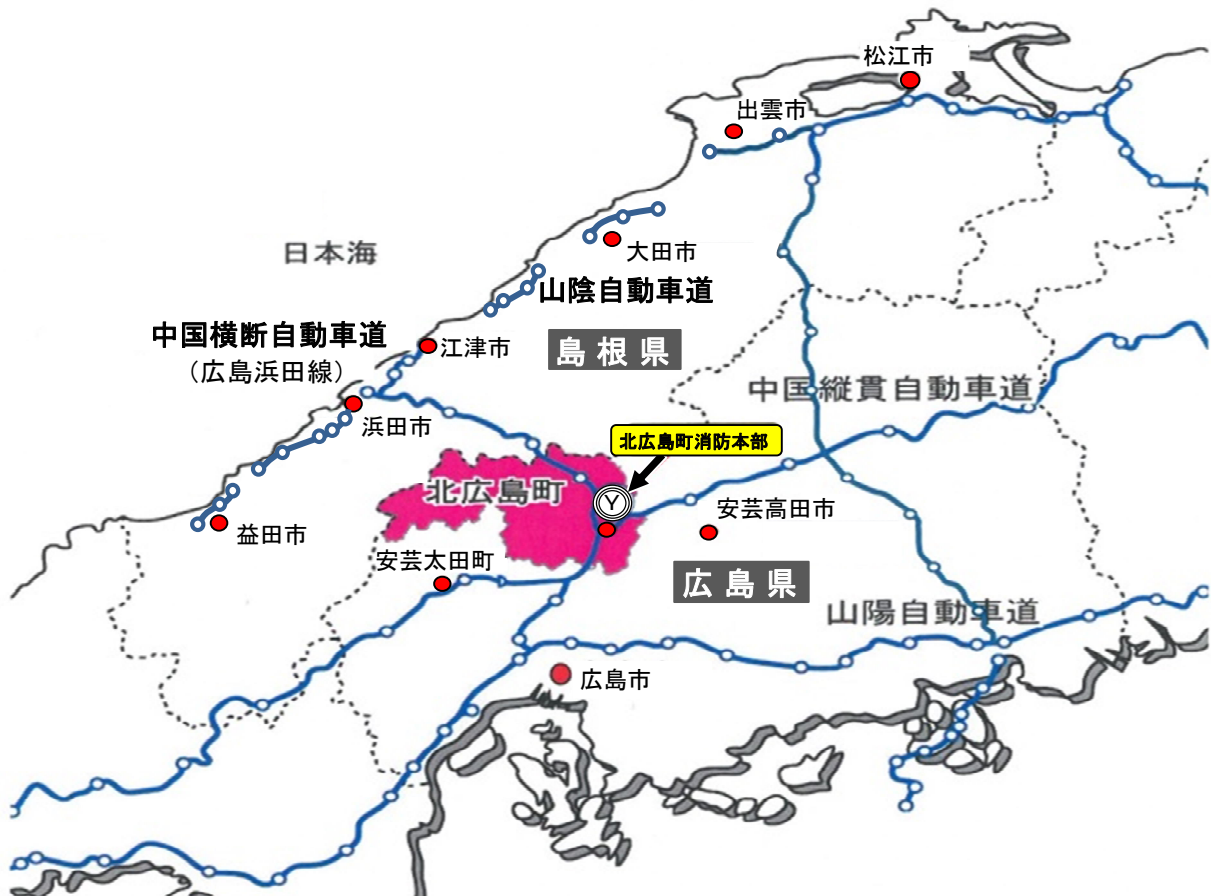 松江市
出雲市
大田市
日本海
山陰自動車道
中国横断自動車道
（広島浜田線）
江津市
島根県
中国縦貫自動車道
浜田市
北広島町消防本部
北広島町
Y
安芸高田市
益田市
安芸太田町
広島県
山陽自動車道
広島市